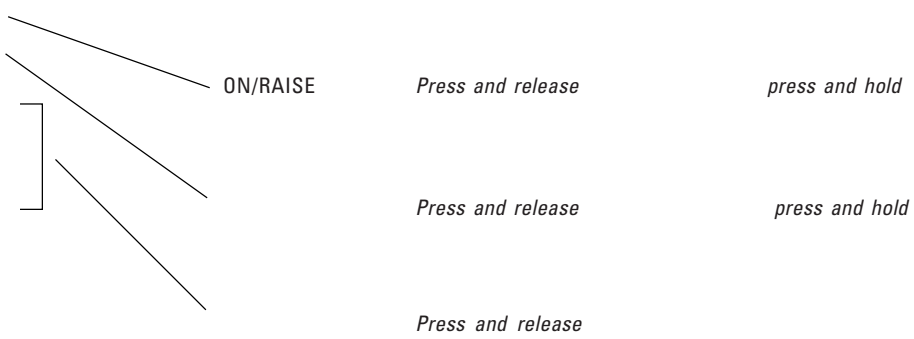 ON/RAISE Press and release press and hold
Press and release press and hold
Press and release